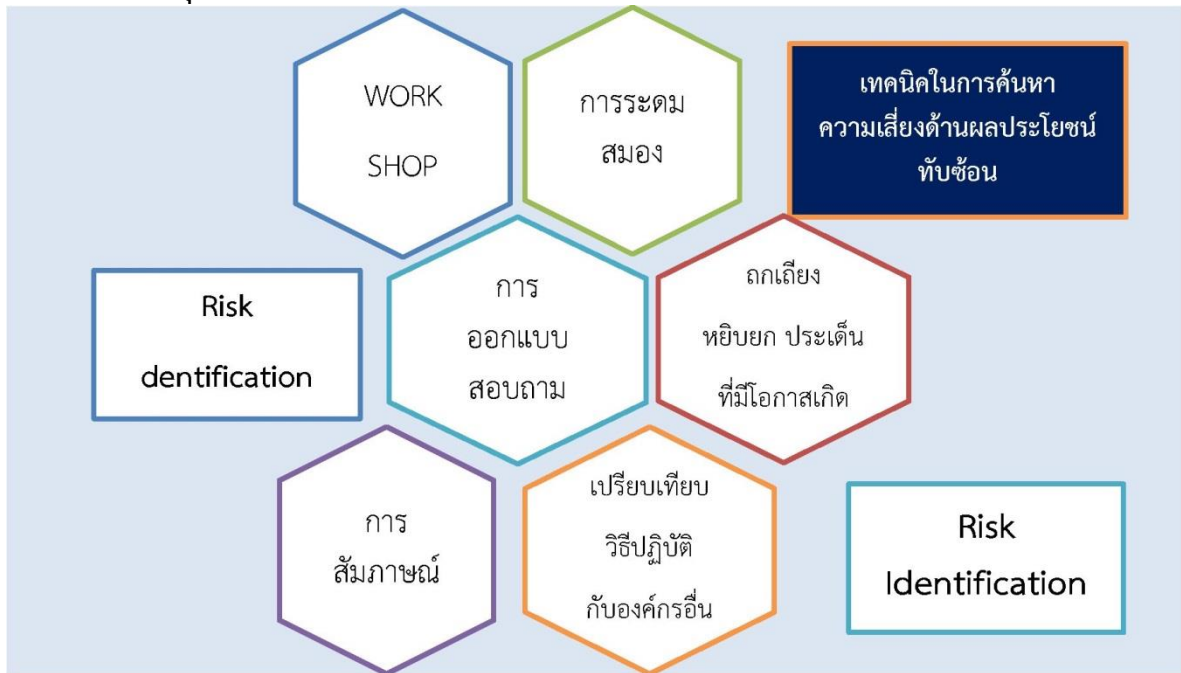 WORK
SHOP
การระดม
สมอง
เทคนิคในการค้นหา
ความเสี่ยงด้านผลประโยชน์
ทับซ้อน
Risk
dentification
การ
ออกแบบ
สอบถาม
ถกเถียง
หยิบยก ประเด็น
ที่มีโอกาสเกิด
การ
สัมภาษณ์
เปรียบเทียบ
วิธีปฏิบัติ
กับองค์กรอื่น
Risk
Identification